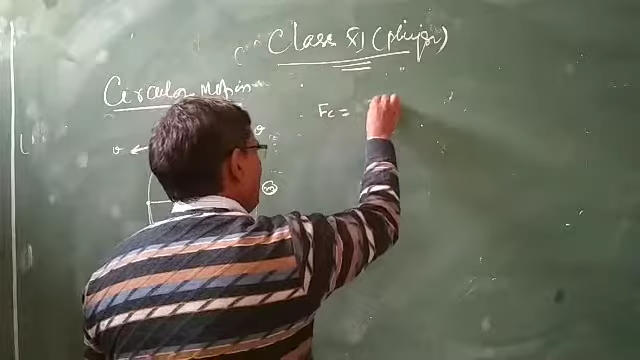 Class XI (physics)
Circular Motion
Fc =
v
v
m